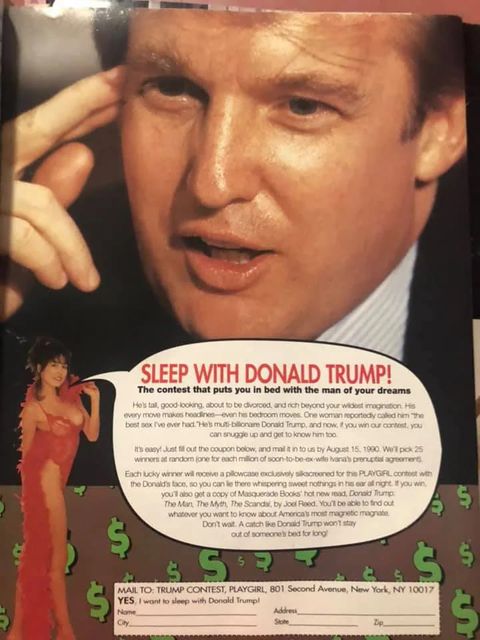 SLEEP WITH DONALD TRUMP!
The contest that puts you in bed with the man of your dreams
He's tall, good-looking, about to be divorced, and rich beyond your wildest imagination. His
every move makes headlines—even his bedroom moves. One woman reportedly called him "the
best sex I've ever had." He's multi-billionaire Donald Trump, and now, if you win our contest, you
can snuggle up and get to know him too.
It's easy! Just fill out the coupon below, and mail it in to us by August 15, 1990. We'll pick 25
winners at random (one for each million of soon-to-be-ex-wife Ivana's prenuptial agreement).
Each lucky winner will receive a pillowcase exclusively silkscreened for this PLAYGIRL contest with
the Donald's face, so you can lie there whispering sweet nothings in his ear all night. If you win,
you'll also get a copy of Masquerade Books' hot new read, Donald Trump:
The Man, The Myth, The Scandal, by Joel Reed. You'll be able to find out
whatever you want to know about America's most magnetic magnate.
Don't wait. A catch like Donald Trump won't stay
out of someone's bed for long!
MAIL TO: TRUMP CONTEST, PLAYGIRL, 801 Second Avenue, New York, NY 10017
YES, I want to sleep with Donald Trump!
Name Address
City State Zip